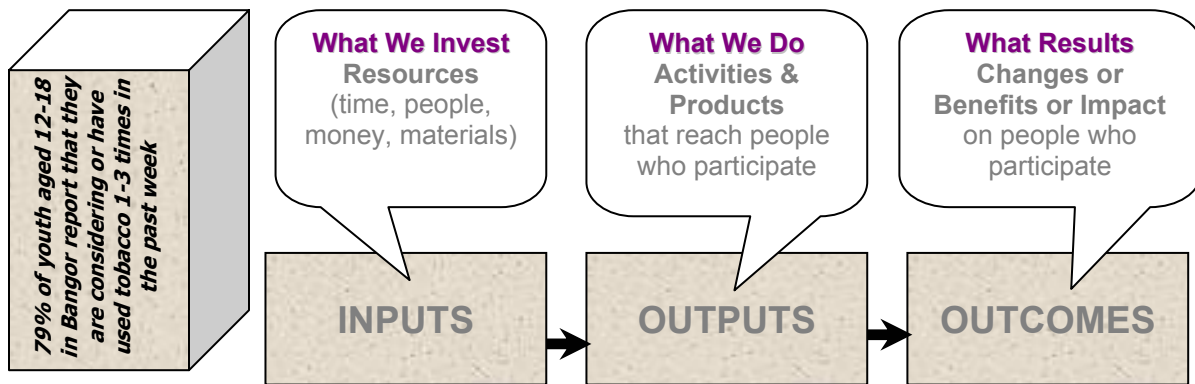 79% of youth aged 12-18
in Bangor report that they
are considering or have
used tobacco 1-3 times in
the past week
What We Invest
Resources
(time, people,
money, materials)
INPUTS
What We Do
Activities &
Products
that reach people
who participate
OUTPUTS
What Results
Changes or
Benefits or Impact
on people who
participate
OUTCOMES